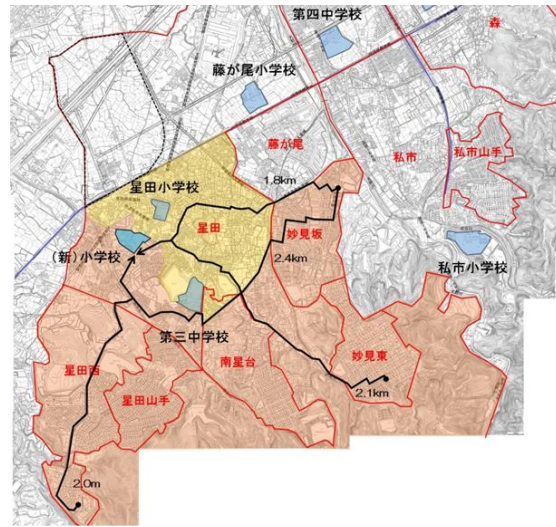 第四中学校
森
藤が尾小学校
藤が尾
私市
私市山手
1.8km
星田小学校
星田
妙見坂
(新)小学校
2.4km
私市小学校
第三中学校
星田西
南星台
妙見東
星田山手
2.1km
2.0m